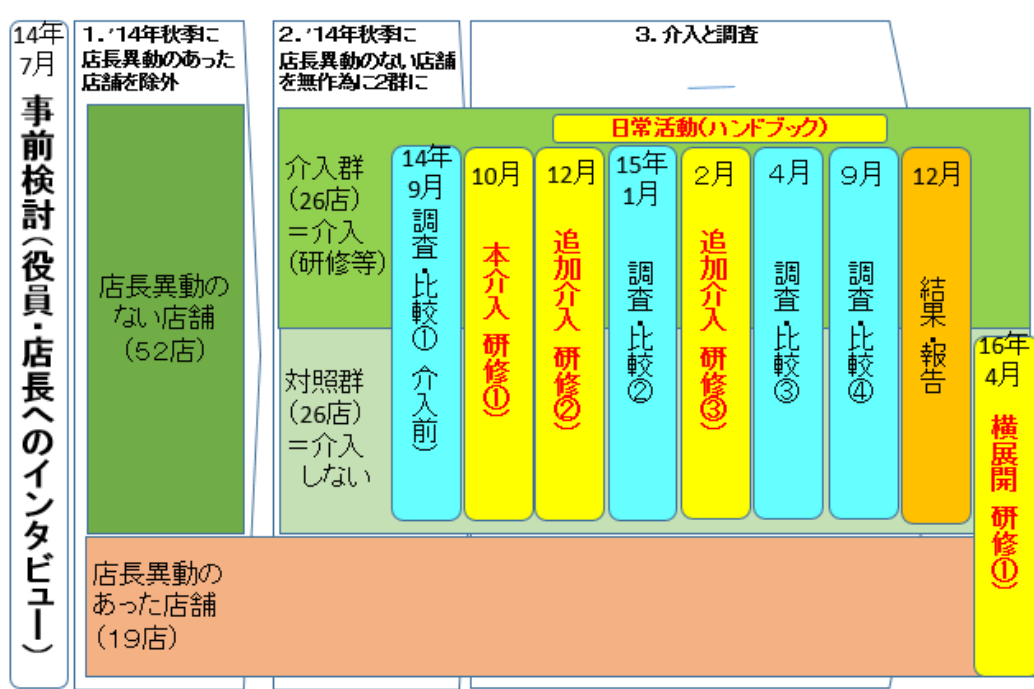 14年
7月
事前検討（役員・店長へのインタビュー）
1. '14年秋季に
店長異動のあった
店舗を除外
2. '14年秋季に
店長異動のない店舗
を無作為に2群に
3. 介入と調査
店長異動の
ない店舗
（52店）
店長異動の
あった店舗
（19店）
介入群
（26店）
＝介入
（研修等）
対照群
（26店）
＝介入
しない
日常活動(ハンドブック)
14年
9月
調査・比較①（介入前）
10月
本介入（研修①）
12月
追加介入（研修②）
15年
1月
調査・比較②
2月
追加介入（研修③）
4月
調査・比較③
9月
調査・比較④
12月
結果・報告
16年
4月
横展開（研修①）